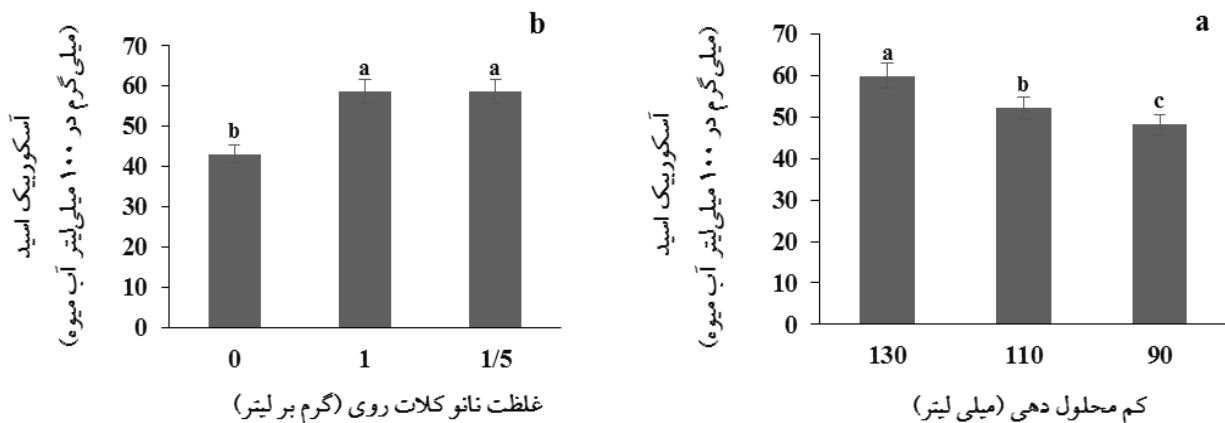 b
آسکوربیک اسید
(میلی‌گرم در ۱۰۰ میلی‌لیتر آب میوه)
70
60
50
40
30
20
10
0
b
a
a
0 1 1/5
غلظت نانو کلات روی (گرم بر لیتر)
a
آسکوربیک اسید
(میلی‌گرم در ۱۰۰ میلی‌لیتر آب میوه)
70
60
50
40
30
20
10
0
a
b
c
130 110 90
کم محلول دهی (میلی لیتر)